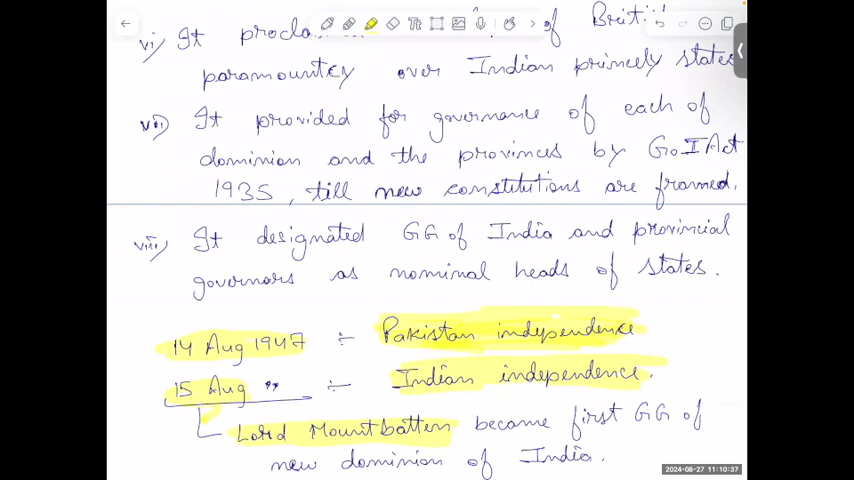 vi) It procla of Briti
paramountcy over Indian princely states
vii) It provided for governance of each of
dominion and the provinces by GoI Act
1935, till new constitutions are framed.
viii) It designated GG of India and provincial
governors as nominal heads of states.
14 Aug 1947 ÷ Pakistan independence
15 Aug " ÷ Indian independence.
Lord Mountbatten became first GG of
new dominion of India.
2024-08-27 11:10:37